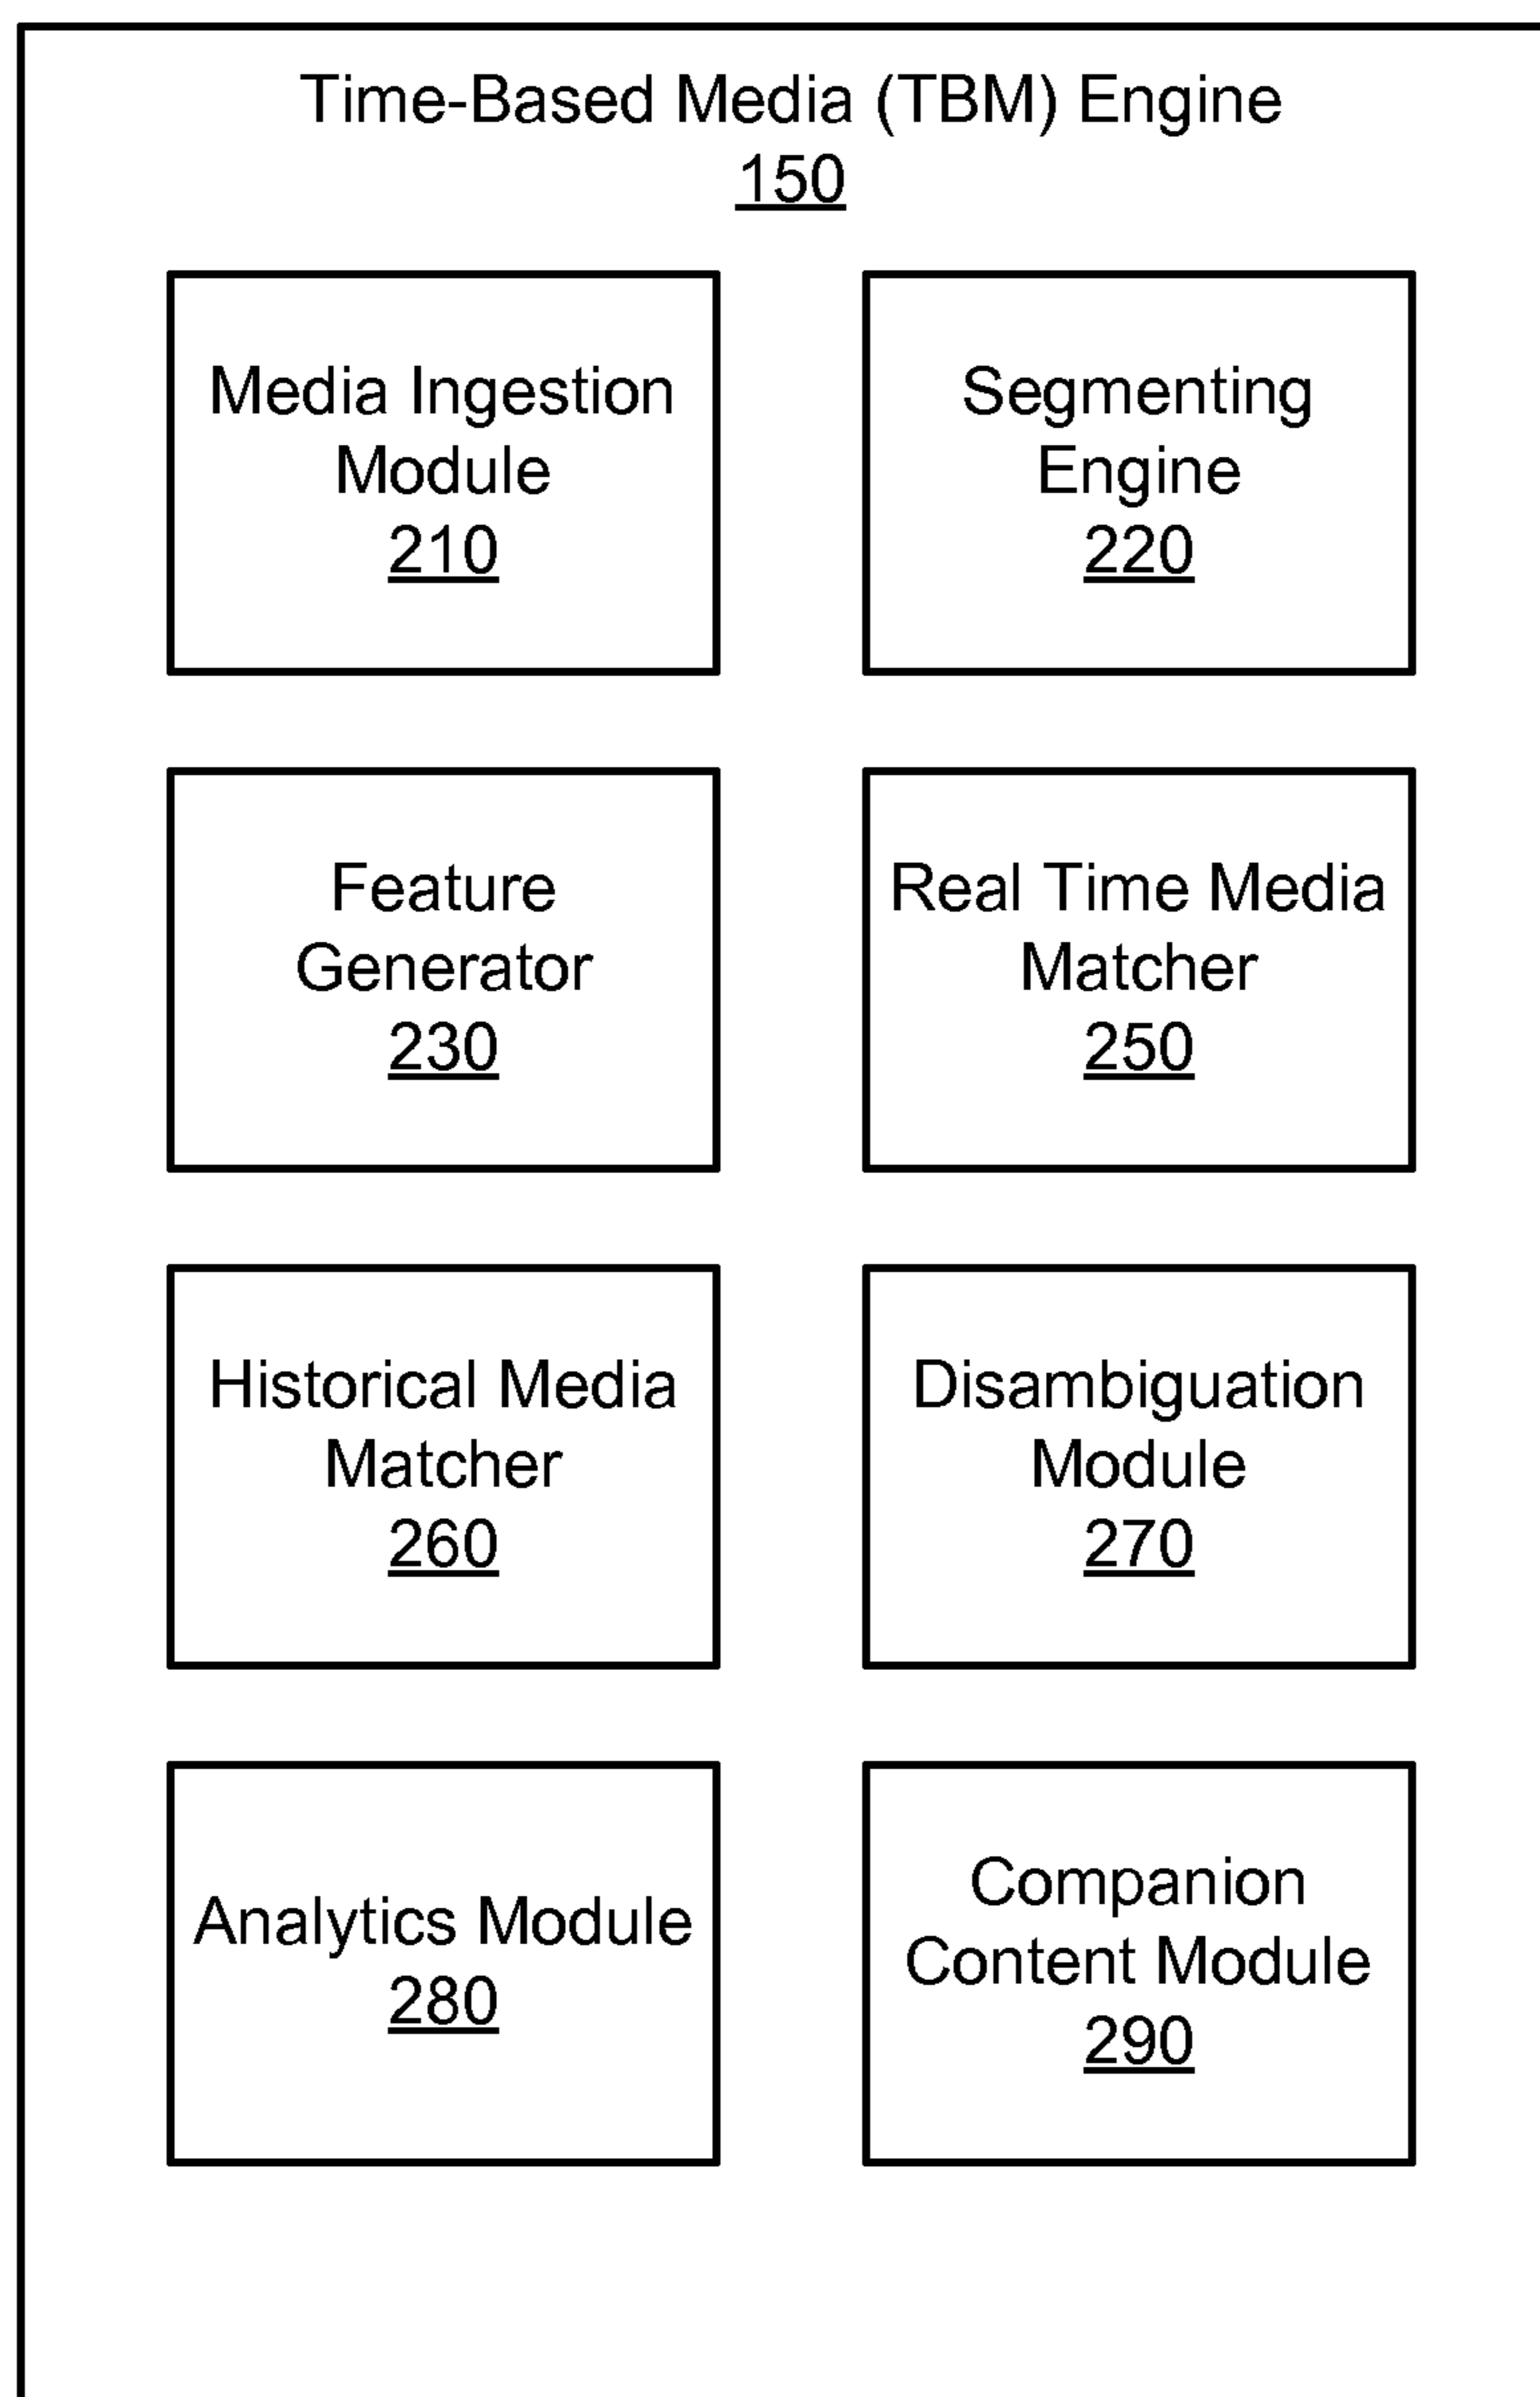 Time-Based Media (TBM) Engine
150
Media Ingestion
Module
210
Segmenting
Engine
220
Feature
Generator
230
Real Time Media
Matcher
250
Historical Media
Matcher
260
Disambiguation
Module
270
Analytics Module
280
Companion
Content Module
290